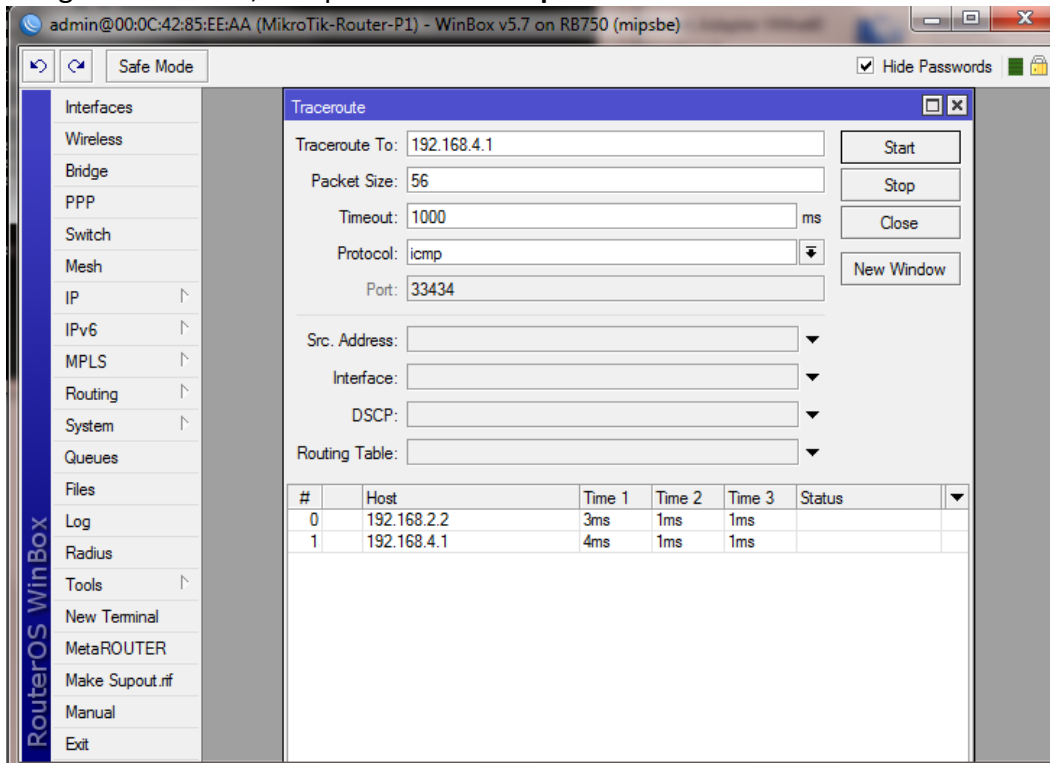 admin@00:0C:42:85:EE:AA (MikroTik-Router-P1) - WinBox v5.7 on RB750 (mipsbe)
Safe Mode
Hide Passwords
Interfaces
Wireless
Bridge
PPP
Switch
Mesh
IP
IPv6
MPLS
Routing
System
Queues
Files
Log
Radius
Tools
New Terminal
MetaROUTER
Make Supout.rif
Manual
Exit
RouterOS WinBox
Traceroute
Traceroute To: 192.168.4.1
Packet Size: 56
Timeout: 1000 ms
Protocol: icmp
Port: 33434
Src. Address:
Interface:
DSCP:
Routing Table:
Start
Stop
Close
New Window
# Host Time 1 Time 2 Time 3 Status
0 192.168.2.2 3ms 1ms 1ms
1 192.168.4.1 4ms 1ms 1ms